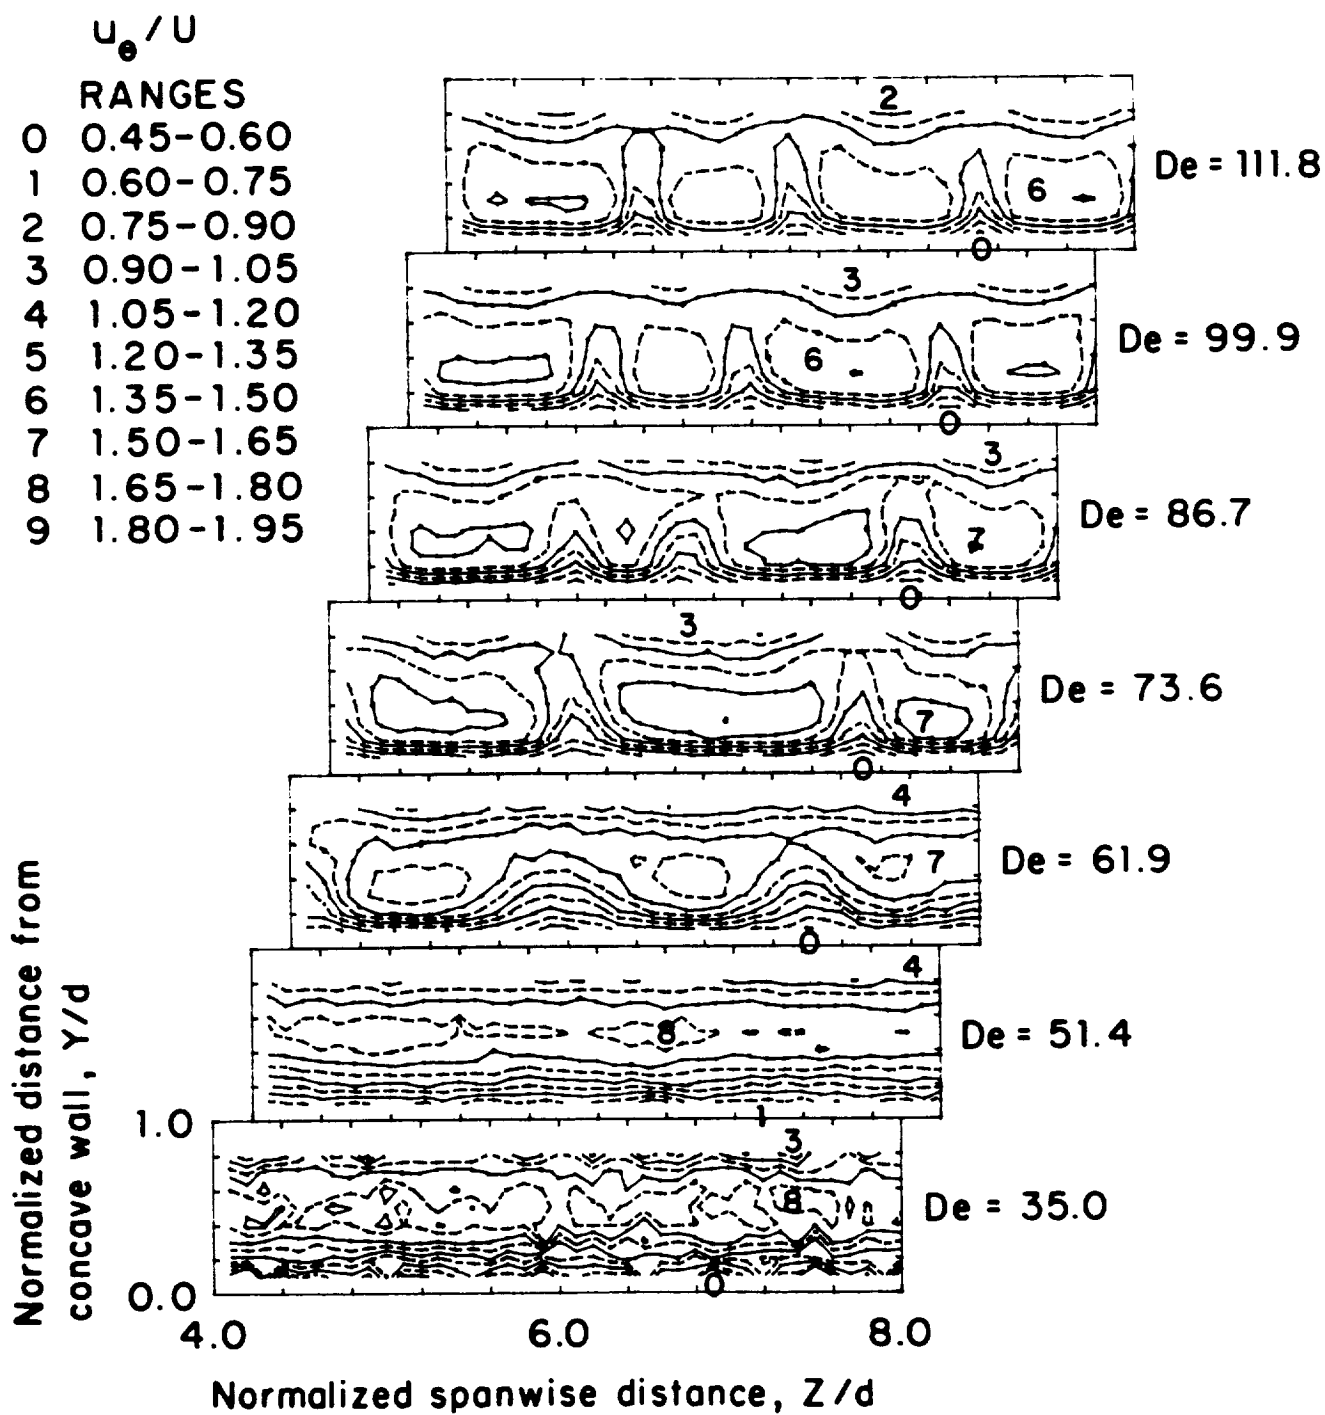 uθ/U
RANGES
0 0.45-0.60
1 0.60-0.75
2 0.75-0.90
3 0.90-1.05
4 1.05-1.20
5 1.20-1.35
6 1.35-1.50
7 1.50-1.65
8 1.65-1.80
9 1.80-1.95
2
6
0
De = 111.8
3
6
0
De = 99.9
3
7
0
De = 86.7
3
7
0
De = 73.6
4
7
0
De = 61.9
4
8
1
De = 51.4
3
8
0
De = 35.0
Normalized distance from
concave wall, Y/d
1.0
0.0
4.0 6.0 8.0
Normalized spanwise distance, Z/d